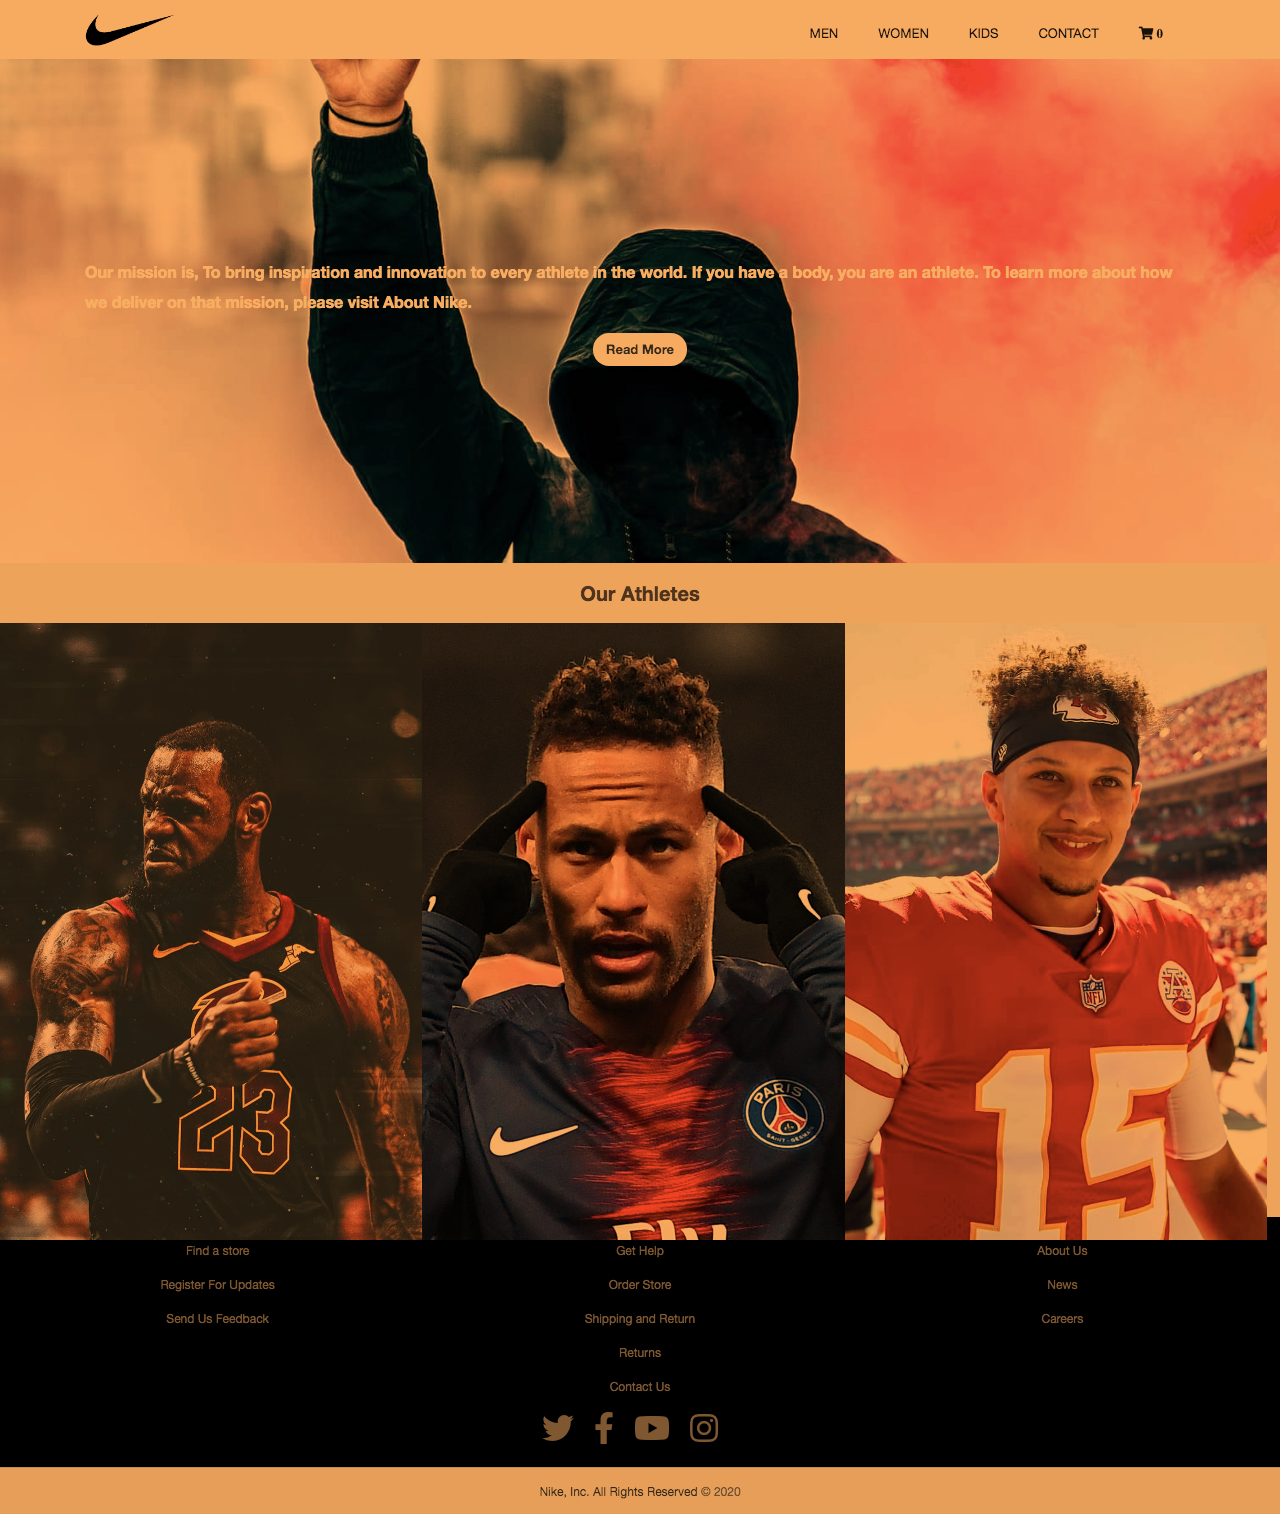 MEN WOMEN KIDS CONTACT 0
Our mission is, To bring inspiration and innovation to every athlete in the world. If you have a body, you are an athlete. To learn more about how
we deliver on that mission, please visit About Nike.
Read More
Our Athletes
23
PARIS
SAINT-GERMAIN
NFL
15
Find a store
Get Help
About Us
Register For Updates
Order Store
News
Send Us Feedback
Shipping and Return
Careers
Returns
Contact Us
Nike, Inc. All Rights Reserved © 2020